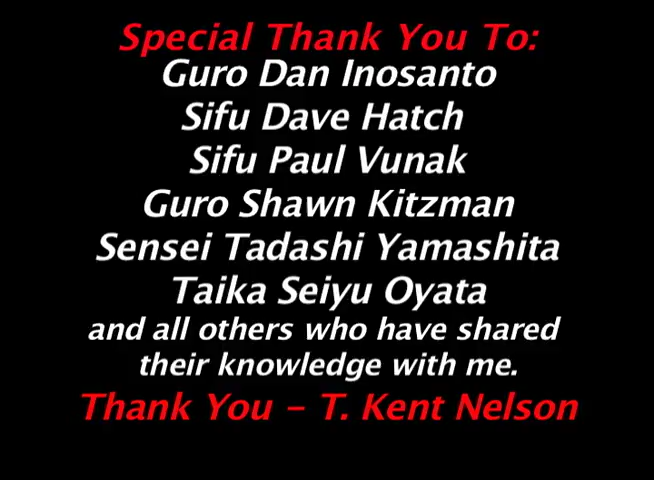 Special Thank You To:
Guro Dan Inosanto
Sifu Dave Hatch
Sifu Paul Vunak
Guro Shawn Kitzman
Sensei Tadashi Yamashita
Taika Seiyu Oyata
and all others who have shared
their knowledge with me.
Thank You - T. Kent Nelson